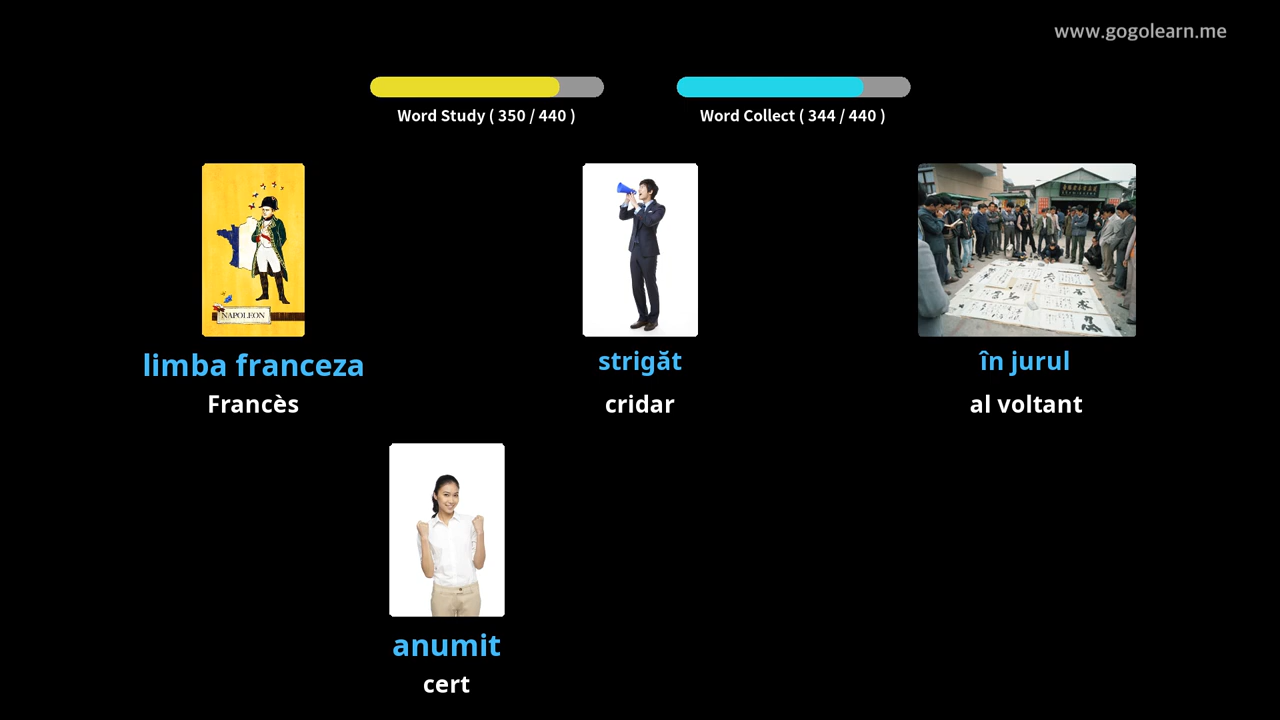 www.gogolearn.me
Word Study ( 350 / 440 )
Word Collect ( 344 / 440 )
NAPOLEON
limba franceza
strigăt
în jurul
Francès
cridar
al voltant
anumit
cert